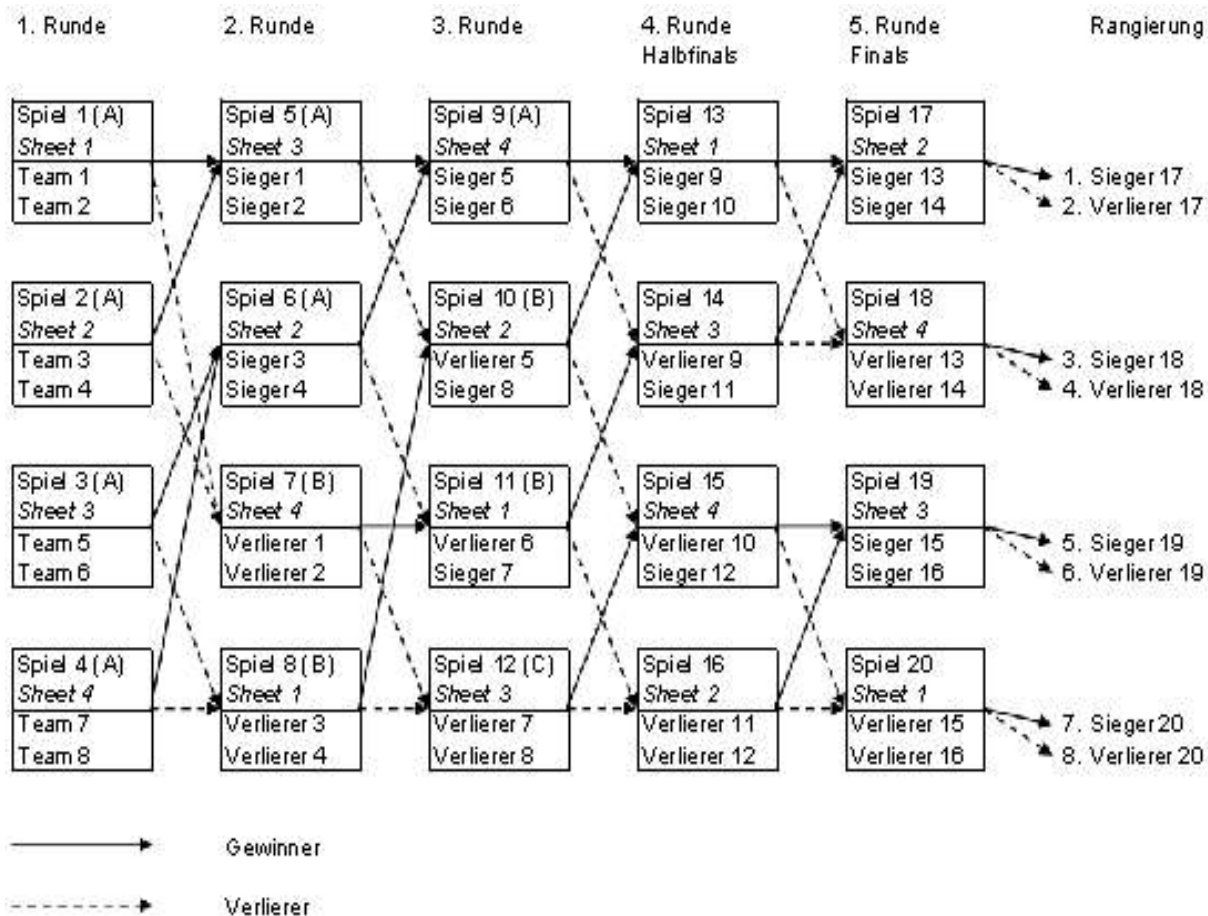 1. Runde
2. Runde
3. Runde
4. Runde
Halbfinals
5. Runde
Finals
Rangierung
Spiel 1 (A)
Sheet 1
Team 1
Team 2
Spiel 5 (A)
Sheet 3
Sieger 1
Sieger 2
Spiel 9 (A)
Sheet 4
Sieger 5
Sieger 6
Spiel 13
Sheet 1
Sieger 9
Sieger 10
Spiel 17
Sheet 2
Sieger 13
Sieger 14
1. Sieger 17
2. Verlierer 17
Spiel 2 (A)
Sheet 2
Team 3
Team 4
Spiel 6 (A)
Sheet 2
Sieger 3
Sieger 4
Spiel 10 (B)
Sheet 2
Verlierer 5
Sieger 8
Spiel 14
Sheet 3
Verlierer 9
Sieger 11
Spiel 18
Sheet 4
Verlierer 13
Verlierer 14
3. Sieger 18
4. Verlierer 18
Spiel 3 (A)
Sheet 3
Team 5
Team 6
Spiel 7 (B)
Sheet 4
Verlierer 1
Verlierer 2
Spiel 11 (B)
Sheet 1
Verlierer 6
Sieger 7
Spiel 15
Sheet 4
Verlierer 10
Sieger 12
Spiel 19
Sheet 3
Sieger 15
Sieger 16
5. Sieger 19
6. Verlierer 19
Spiel 4 (A)
Sheet 4
Team 7
Team 8
Spiel 8 (B)
Sheet 1
Verlierer 3
Verlierer 4
Spiel 12 (C)
Sheet 3
Verlierer 7
Verlierer 8
Spiel 16
Sheet 2
Verlierer 11
Verlierer 12
Spiel 20
Sheet 1
Verlierer 15
Verlierer 16
7. Sieger 20
8. Verlierer 20
Gewinner
Verlierer